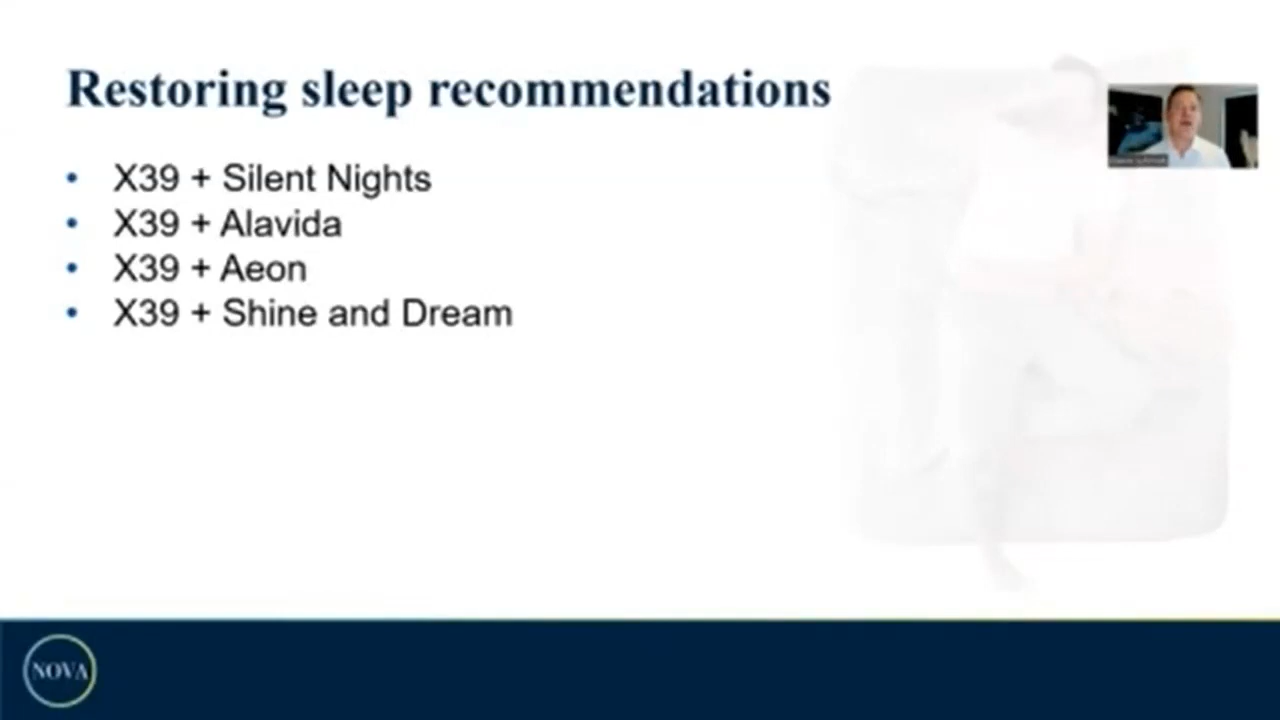 Restoring sleep recommendations
• X39 + Silent Nights
• X39 + Alavida
• X39 + Aeon
• X39 + Shine and Dream
NOVA